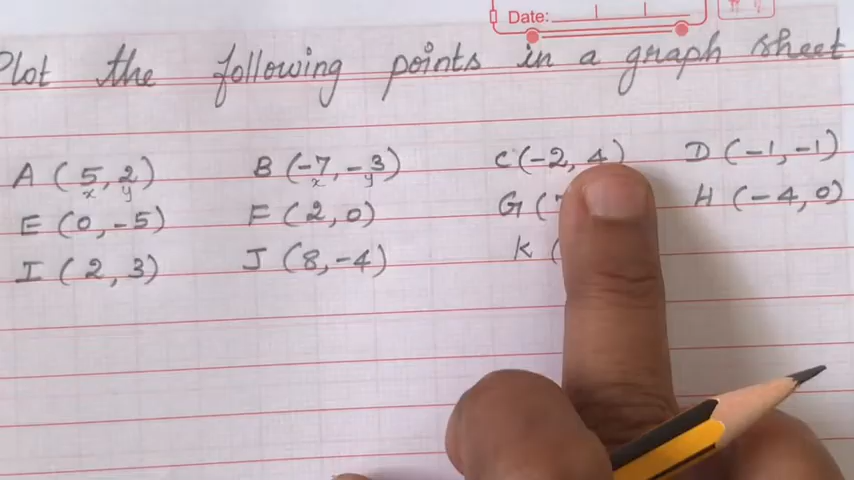 Date:
Plot the following points in a graph sheet
A (5, 2) B (-7, -3) C (-2, 4) D (-1, -1)
x y x y
E (0, -5) F (2, 0) G ( H (-4, 0)
I (2, 3) J (8, -4) K (